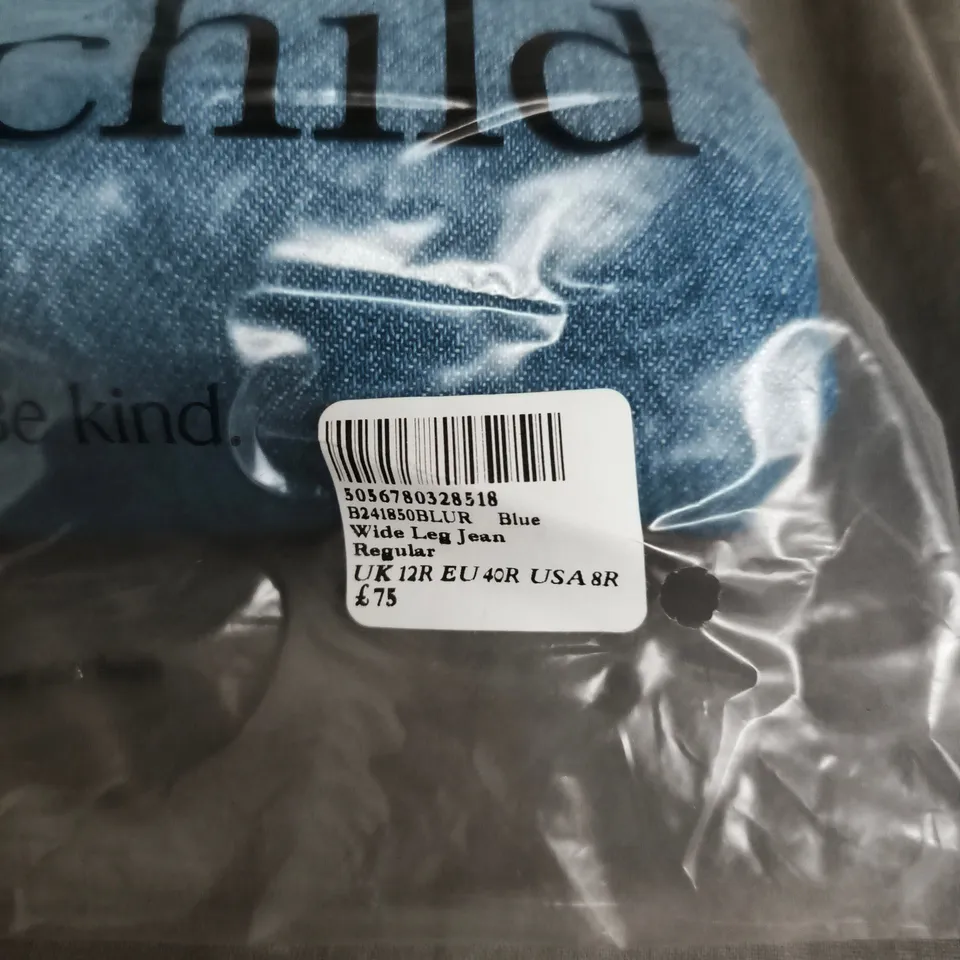 child
Be kind.
5056780328518
B241850BLUR Blue
Wide Leg Jean
Regular
UK 12R EU 40R USA 8R
£75